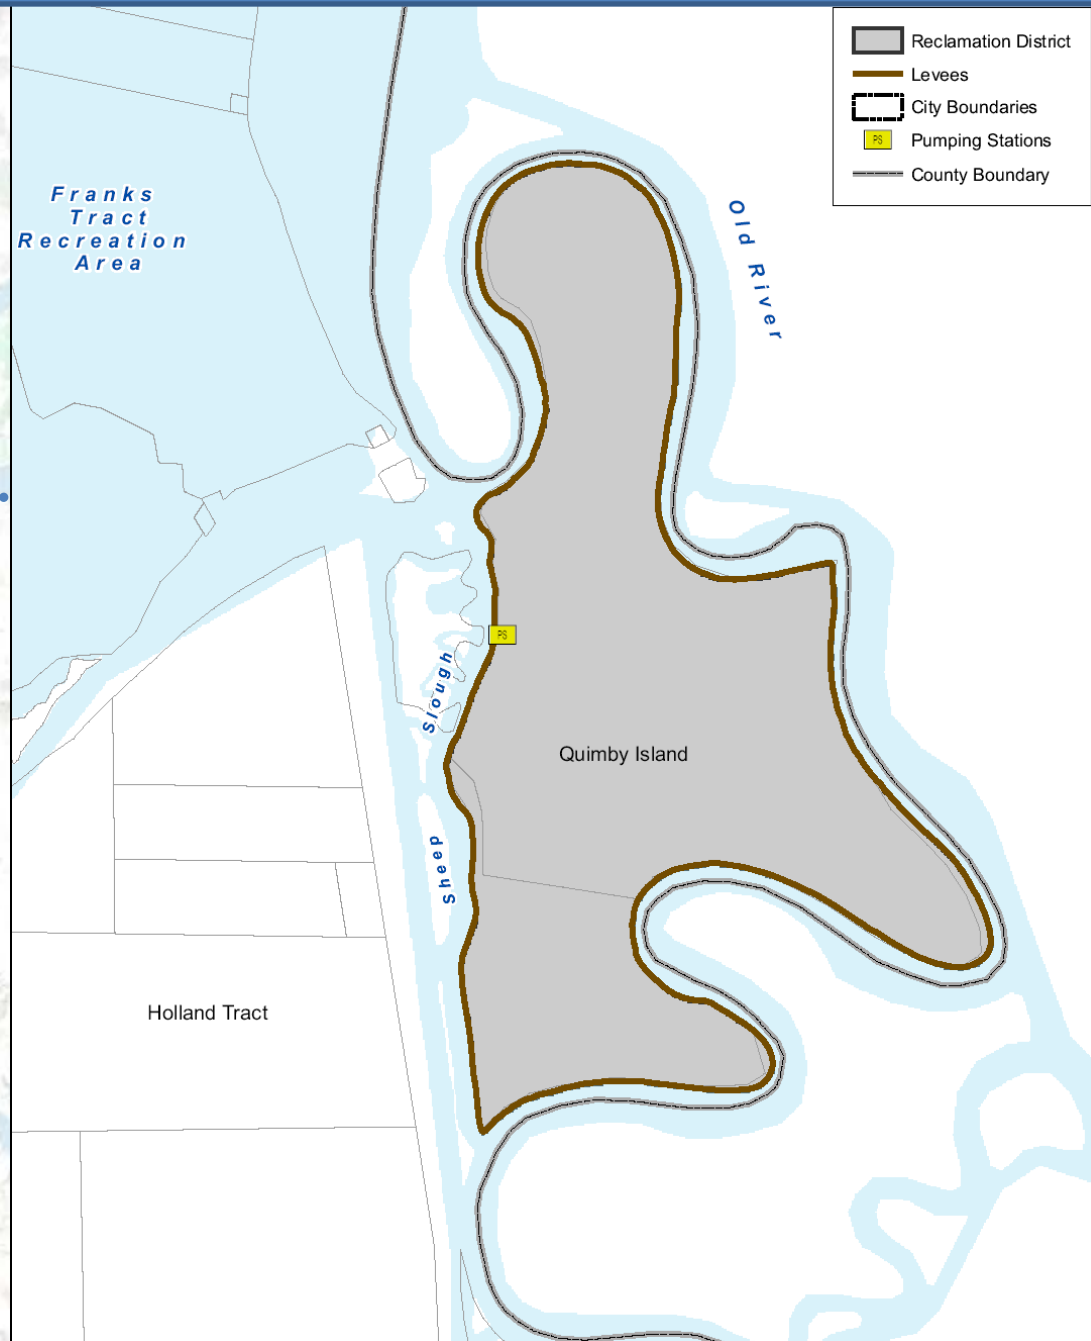 PS
Reclamation District
Levees
City Boundaries
Pumping Stations
County Boundary
Franks
Tract
Recreation
Area
Old River
PS
Slough
Sheep
Quimby Island
Holland Tract